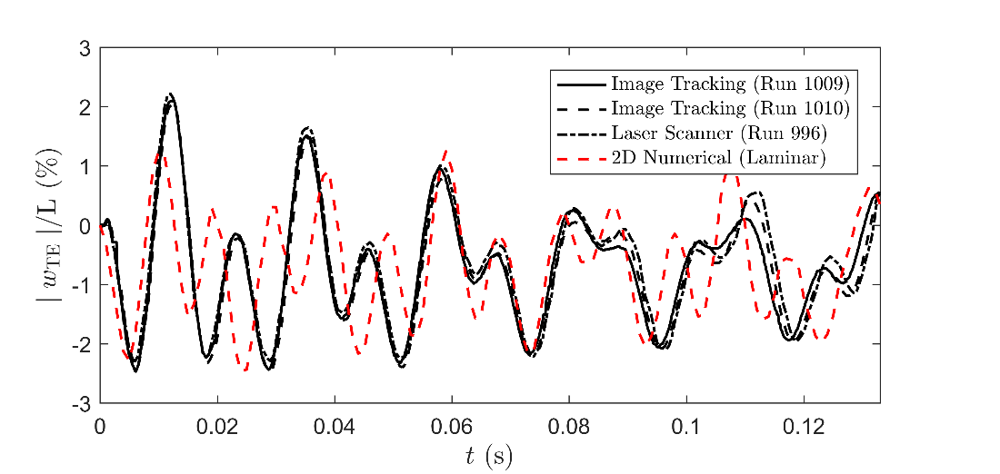 3
2
1
0
-1
-2
-3
| w_TE |/L (%)
Image Tracking (Run 1009)
Image Tracking (Run 1010)
Laser Scanner (Run 996)
2D Numerical (Laminar)
0 0.02 0.04 0.06 0.08 0.1 0.12
t (s)